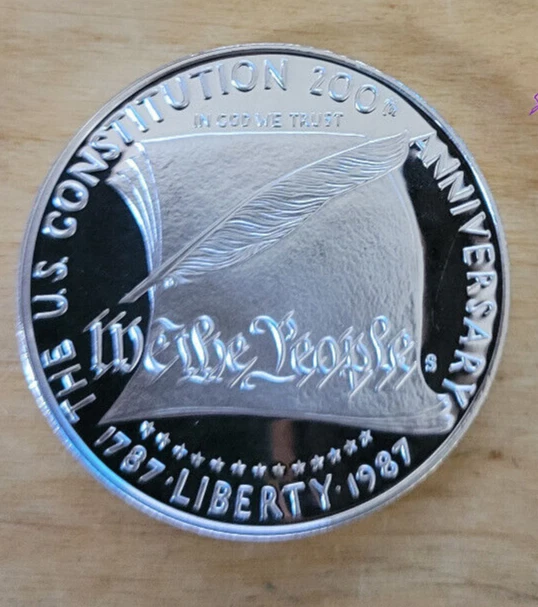 THE U.S. CONSTITUTION 200TH ANNIVERSARY
IN GOD WE TRUST
We the People
S
1787 · LIBERTY · 1987